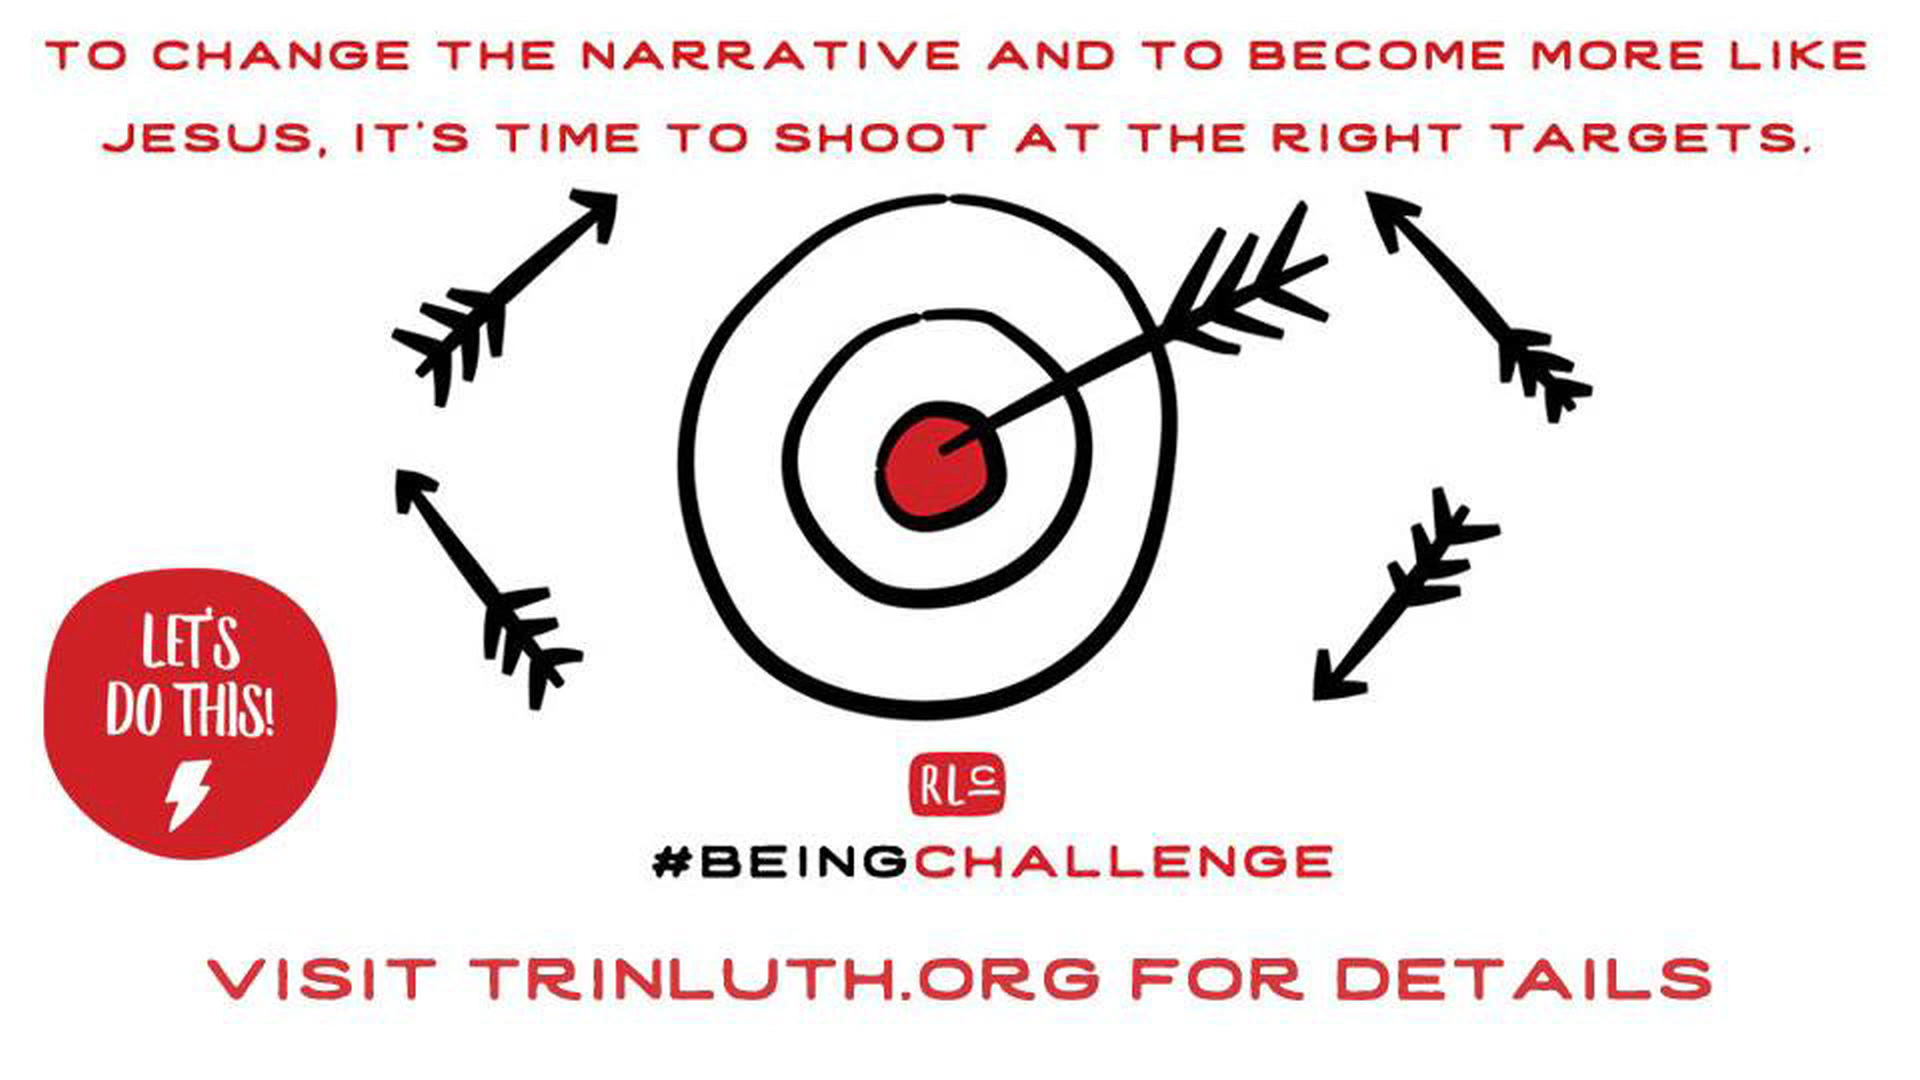 TO CHANGE THE NARRATIVE AND TO BECOME MORE LIKE
JESUS, IT'S TIME TO SHOOT AT THE RIGHT TARGETS.
LET'S
DO THIS!
RLC
#BEINGCHALLENGE
VISIT TRINLUTH.ORG FOR DETAILS